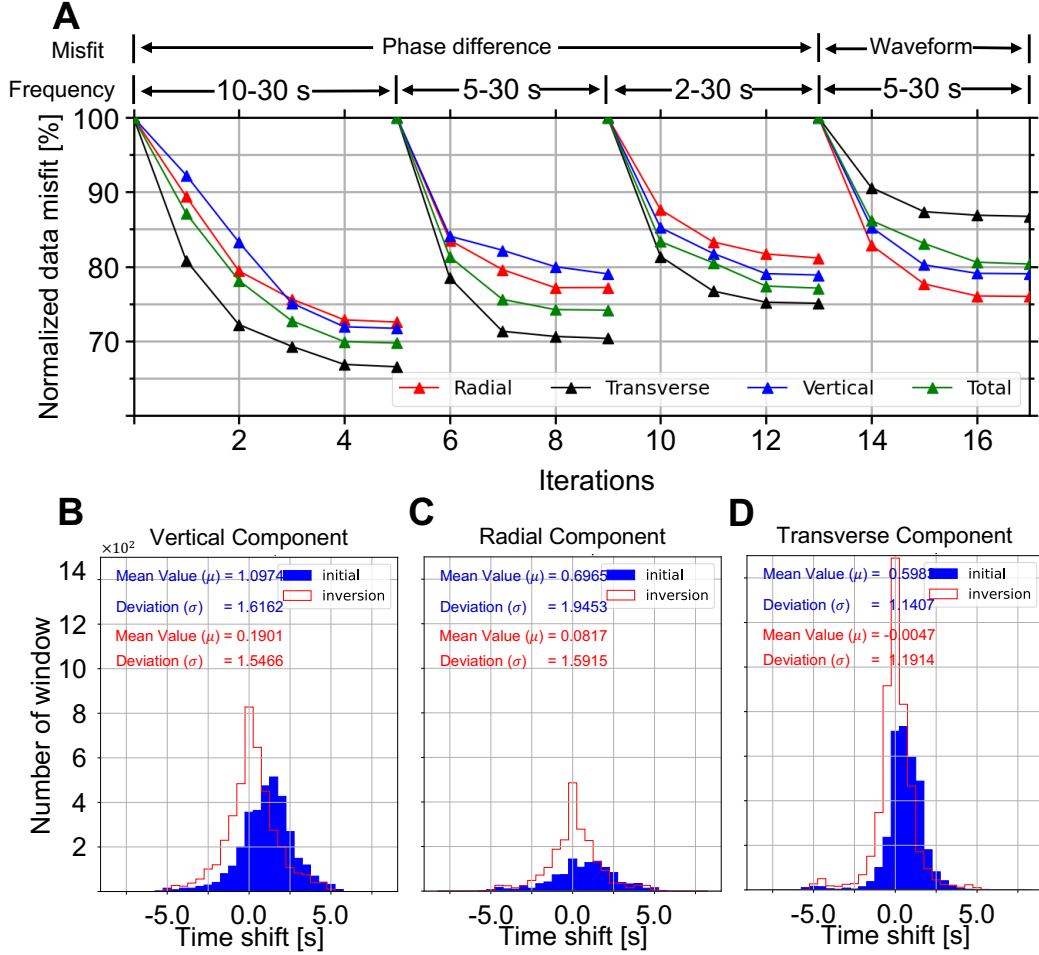 A
Misfit Phase difference Waveform
Frequency 10-30 s 5-30 s 2-30 s 5-30 s
Normalized data misfit [%]
100
90
80
70
Radial Transverse Vertical Total
2 4 6 8 10 12 14 16
Iterations
B
Vertical Component
×10²
Number of window
14
12
10
8
6
4
2
Mean Value (μ) = 1.0974
Deviation (σ) = 1.6162
Mean Value (μ) = 0.1901
Deviation (σ) = 1.5466
initial
inversion
-5.0 0.0 5.0
Time shift [s]
C
Radial Component
Mean Value (μ) = 0.6965
Deviation (σ) = 1.9453
Mean Value (μ) = 0.0817
Deviation (σ) = 1.5915
initial
inversion
-5.0 0.0 5.0
Time shift [s]
D
Transverse Component
Mean Value (μ) =
Deviation (σ) = 1.1407
Mean Value (μ) = -0.0047
Deviation (σ) = 1.1914
initial
inversion
-5.0 0.0 5.0
Time shift [s]